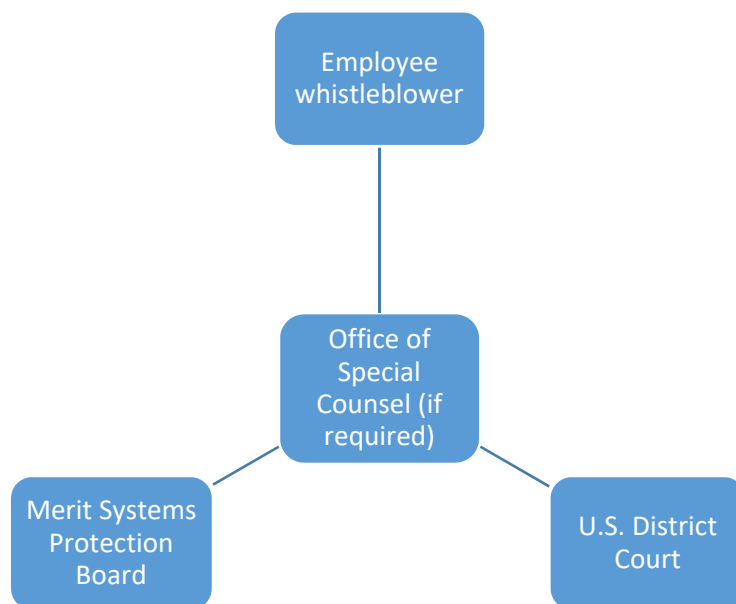 Employee
whistleblower
Office of
Special
Counsel (if
required)
Merit Systems
Protection
Board
U.S. District
Court